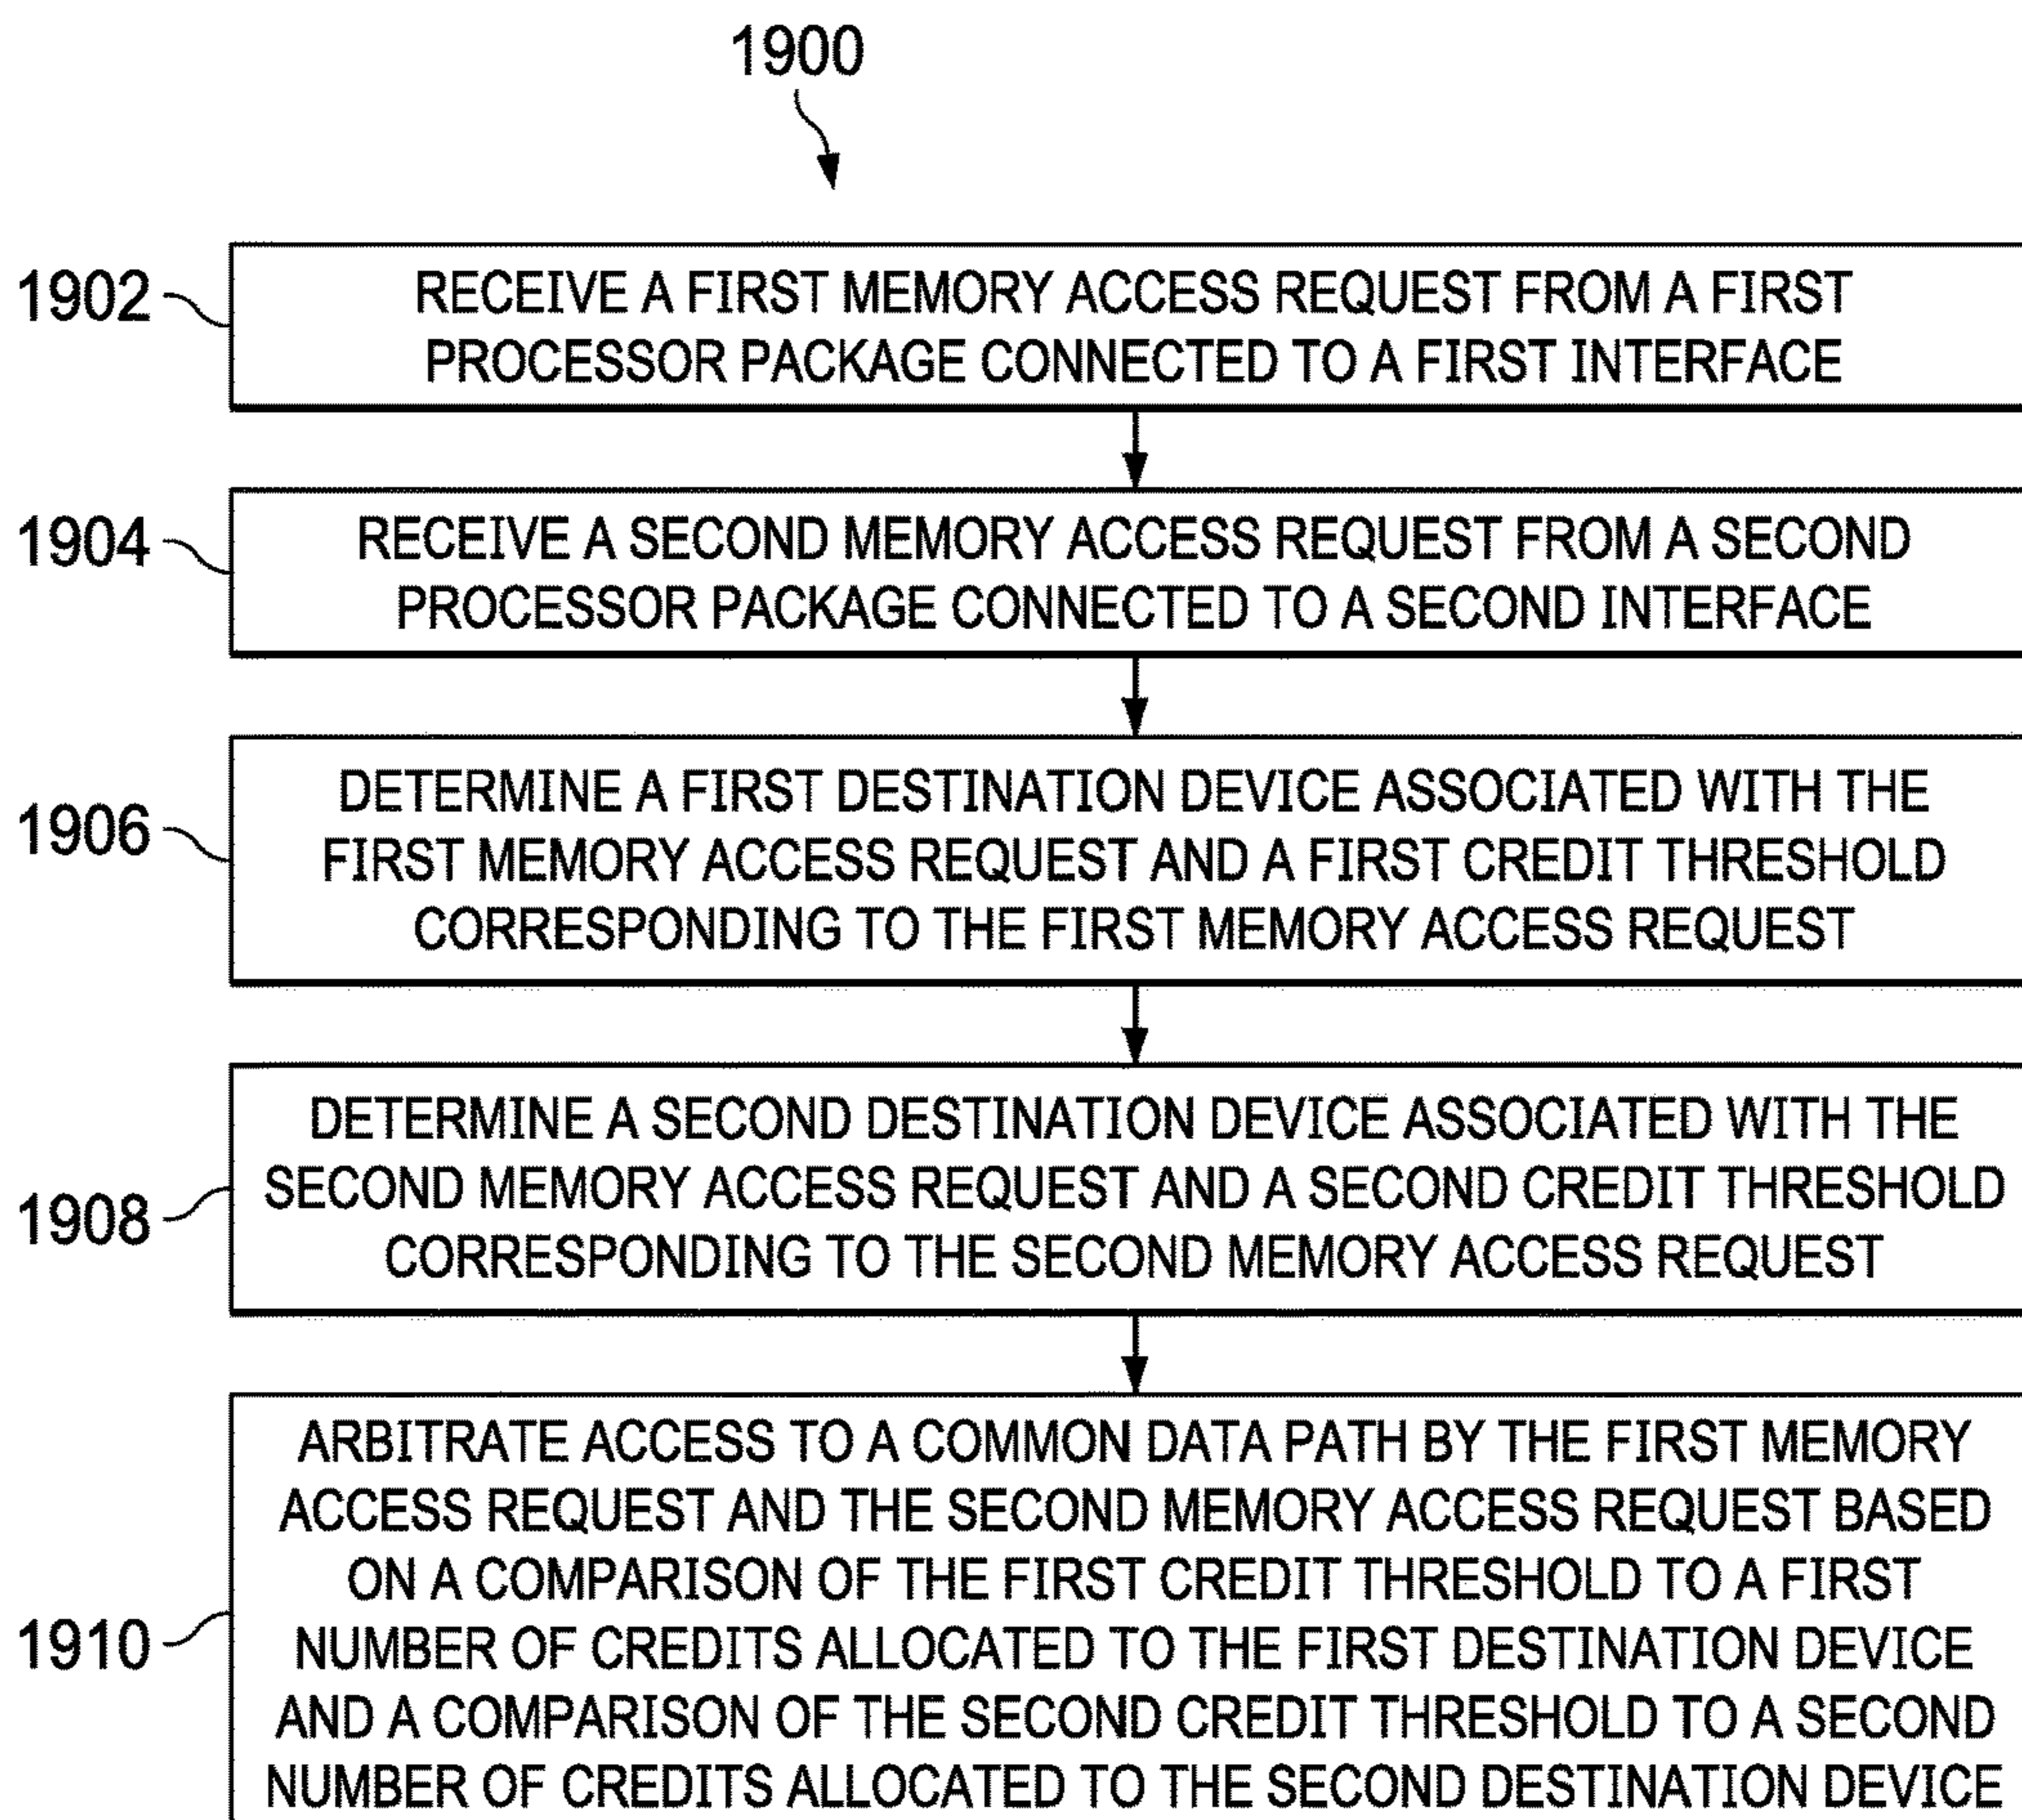 1900
1902
RECEIVE A FIRST MEMORY ACCESS REQUEST FROM A FIRST
PROCESSOR PACKAGE CONNECTED TO A FIRST INTERFACE
1904
RECEIVE A SECOND MEMORY ACCESS REQUEST FROM A SECOND
PROCESSOR PACKAGE CONNECTED TO A SECOND INTERFACE
1906
DETERMINE A FIRST DESTINATION DEVICE ASSOCIATED WITH THE
FIRST MEMORY ACCESS REQUEST AND A FIRST CREDIT THRESHOLD
CORRESPONDING TO THE FIRST MEMORY ACCESS REQUEST
1908
DETERMINE A SECOND DESTINATION DEVICE ASSOCIATED WITH THE
SECOND MEMORY ACCESS REQUEST AND A SECOND CREDIT THRESHOLD
CORRESPONDING TO THE SECOND MEMORY ACCESS REQUEST
1910
ARBITRATE ACCESS TO A COMMON DATA PATH BY THE FIRST MEMORY
ACCESS REQUEST AND THE SECOND MEMORY ACCESS REQUEST BASED
ON A COMPARISON OF THE FIRST CREDIT THRESHOLD TO A FIRST
NUMBER OF CREDITS ALLOCATED TO THE FIRST DESTINATION DEVICE
AND A COMPARISON OF THE SECOND CREDIT THRESHOLD TO A SECOND
NUMBER OF CREDITS ALLOCATED TO THE SECOND DESTINATION DEVICE